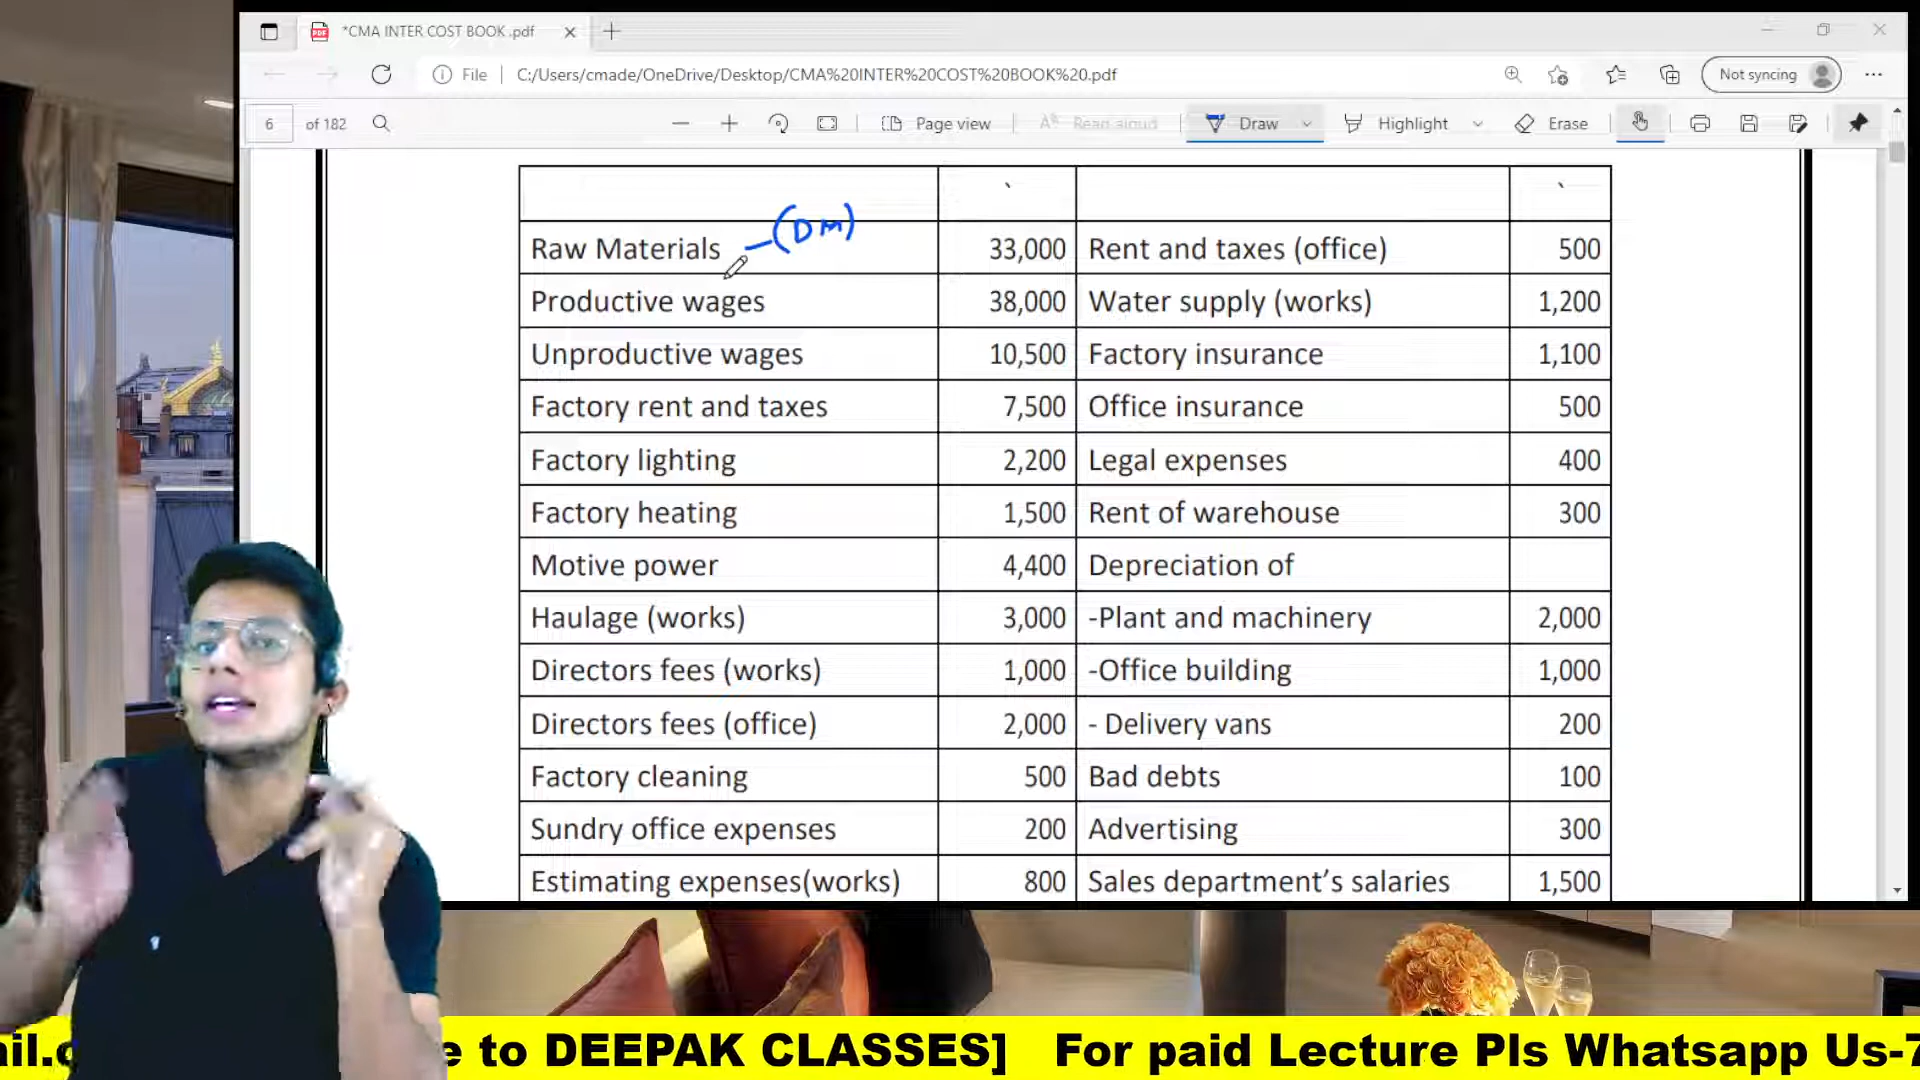 *CMA INTER COST BOOK .pdf
File C:/Users/cmade/OneDrive/Desktop/CMA%20INTER%20COST%20BOOK%20.pdf Not syncing
6 of 182 Page view Read aloud Draw Highlight Erase
` `
Raw Materials –(DM) 33,000 Rent and taxes (office) 500
Productive wages 38,000 Water supply (works) 1,200
Unproductive wages 10,500 Factory insurance 1,100
Factory rent and taxes 7,500 Office insurance 500
Factory lighting 2,200 Legal expenses 400
Factory heating 1,500 Rent of warehouse 300
Motive power 4,400 Depreciation of
Haulage (works) 3,000 -Plant and machinery 2,000
Directors fees (works) 1,000 -Office building 1,000
Directors fees (office) 2,000 - Delivery vans 200
Factory cleaning 500 Bad debts 100
Sundry office expenses 200 Advertising 300
Estimating expenses(works) 800 Sales department’s salaries 1,500
ail.c e to DEEPAK CLASSES] For paid Lecture Pls Whatsapp Us-7